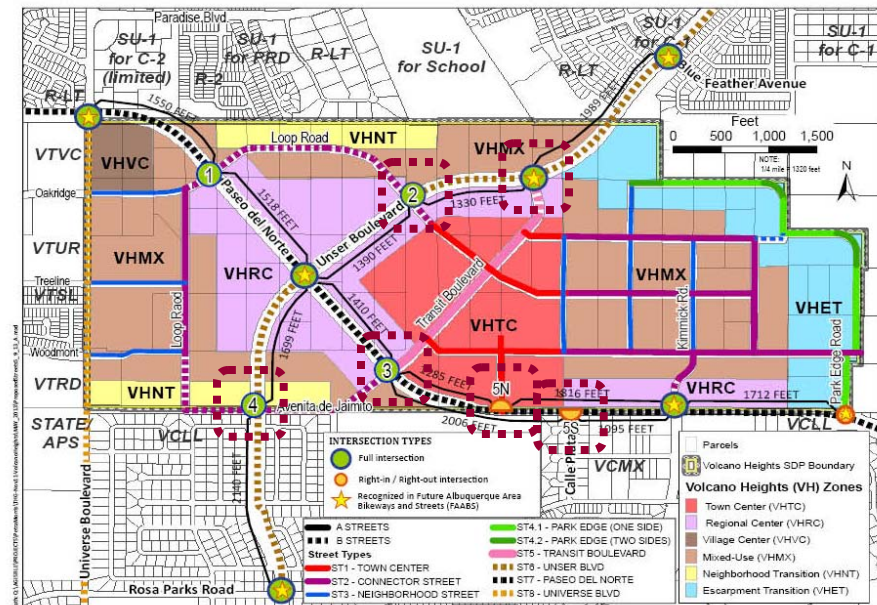 Paradise Blvd.
SU-1
for C-2
(limited)
SU-1
for PRD
R-2
R-LT
SU-1
for School
R-LT
SU-1
for C-1
SU-1
for C-1
R-LT
Blue
Feather Avenue
Feet
0 500 1,000 1,500
NOTE:
1/4 mile = 1320 feet
N
1550 FEET
1989 FEET
Loop Road
VHNT
VHMX
VTVC
VHVC
Oakridge
1
2
Paseo del Norte
1518 FEET
1330 FEET
Unser Boulevard
1390 FEET
VTUR
VHMX
VHRC
VHMX
Treeline
VTSL
Loop Raod
Transit Boulevard
1410 FEET
VHTC
Kimmick Rd.
VHET
Park Edge Road
1699 FEET
Woodmont
3
1285 FEET
VTRD
VHNT
4
Avenita de Jaimito
5N
1816 FEET
VHRC
1712 FEET
2006 FEET
5S
1095 FEET
STATE/
APS
VCLL
VCLL
Calle Plata
VCMX
Universe Boulevard
2140 FEET
Rosa Parks Road
INTERSECTION TYPES
Full intersection
Right-in / Right-out intersection
Recognized in Future Albuquerque Area
Bikeways and Streets (FAABS)
A STREETS
B STREETS
Street Types
ST1 - TOWN CENTER
ST2 - CONNECTOR STREET
ST3 - NEIGHBORHOOD STREET
ST4.1 - PARK EDGE (ONE SIDE)
ST4.2 - PARK EDGE (TWO SIDES)
ST5 - TRANSIT BOULEVARD
ST6 - UNSER BLVD
ST7 - PASEO DEL NORTE
ST8 - UNIVERSE BLVD
Parcels
Volcano Heights SDP Boundary
Volcano Heights (VH) Zones
Town Center (VHTC)
Regional Center (VHRC)
Village Center (VHVC)
Mixed-Use (VHMX)
Neighborhood Transition (VHNT)
Escarpment Transition (VHET)